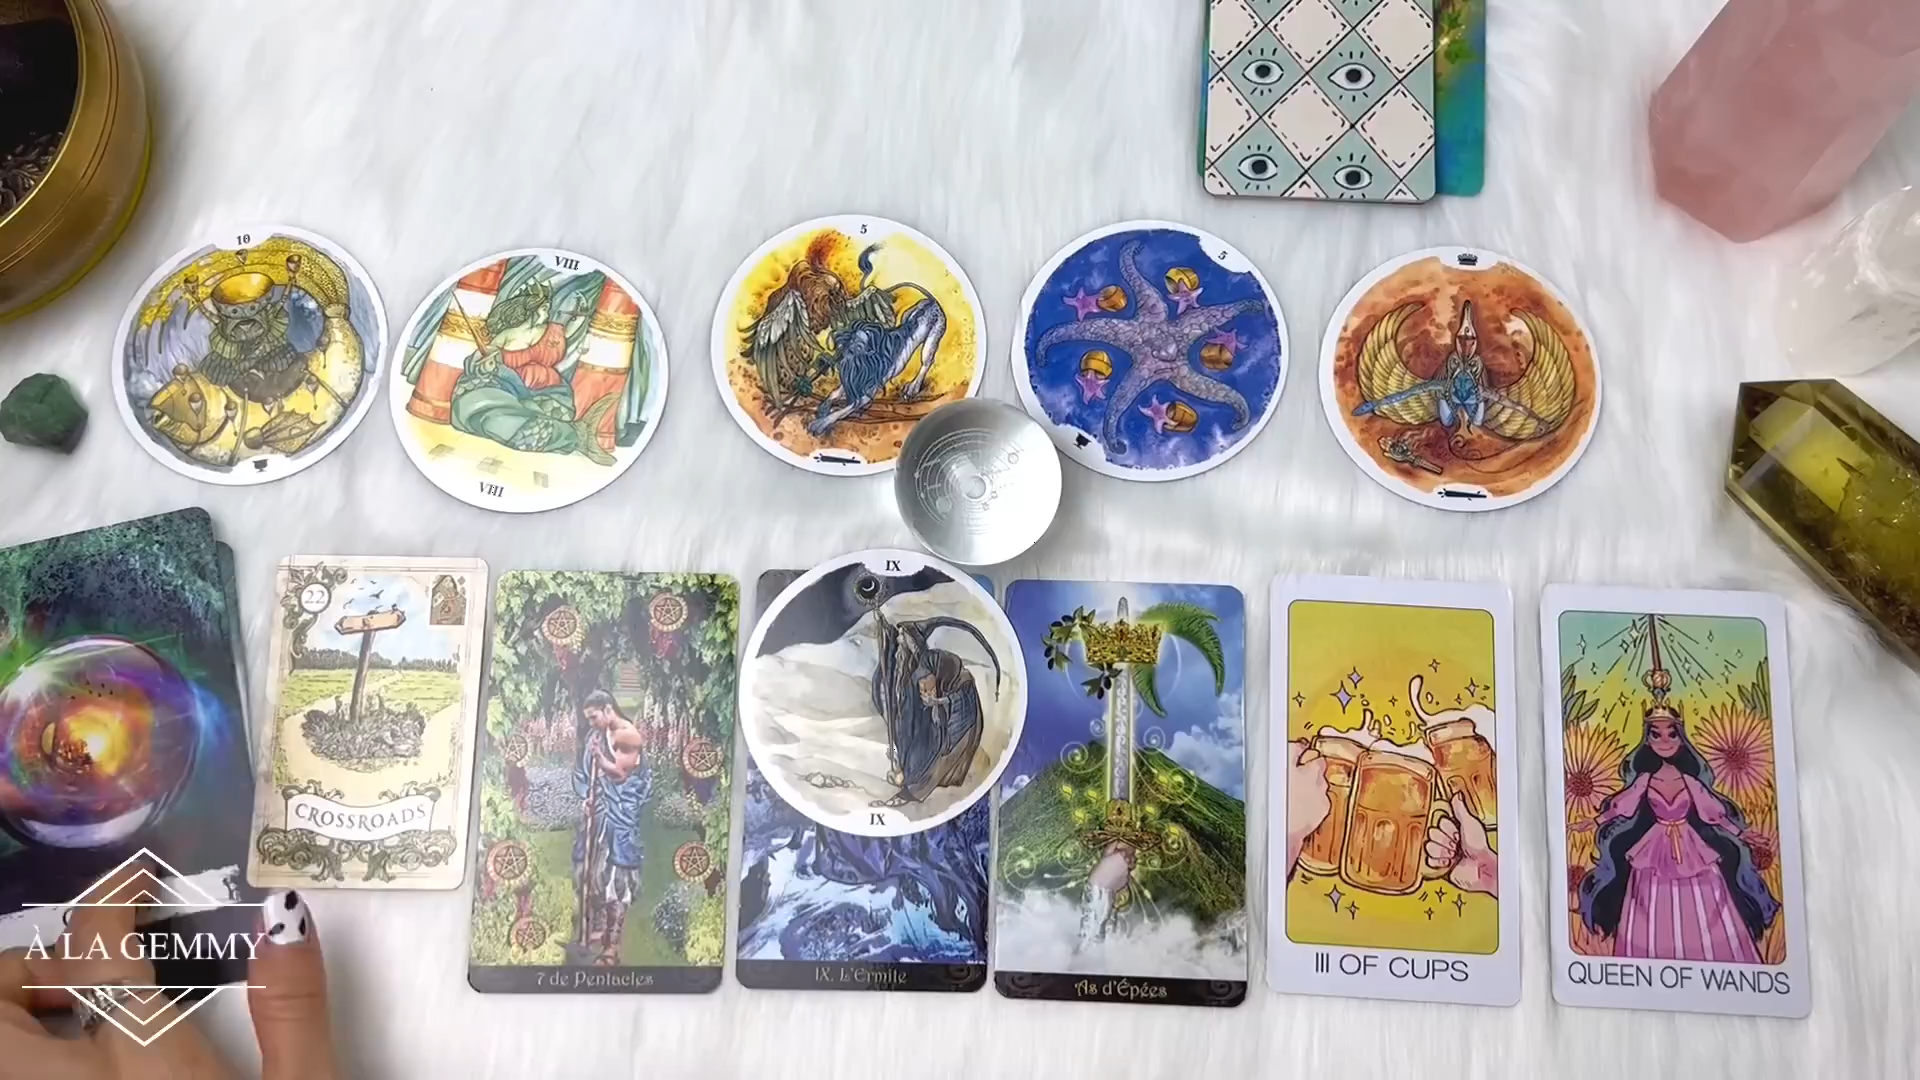 10
VIII
VIII
5
5
22
CROSSROADS
7 de Pentacles
IX
IX
IX. L'Ermite
As d'Épées
III OF CUPS
QUEEN OF WANDS
À LA GEMMY